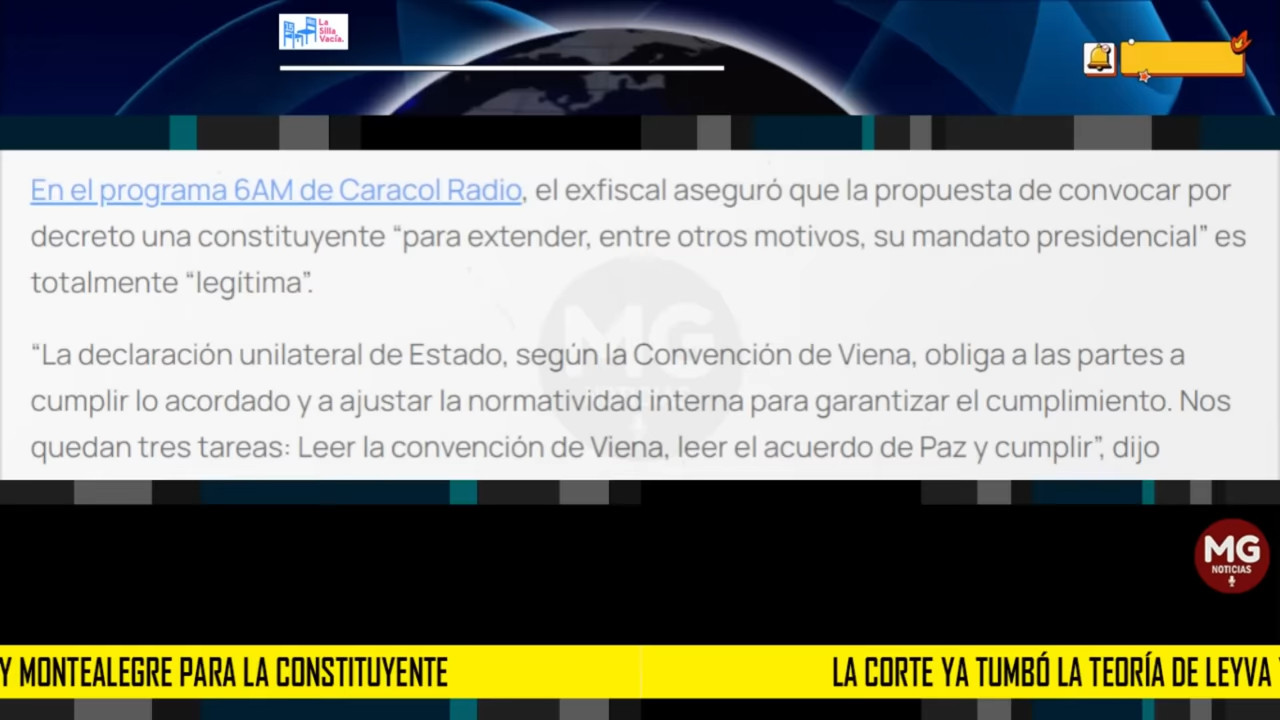 La
Silla
Vacía.
En el programa 6AM de Caracol Radio, el exfiscal aseguró que la propuesta de convocar por
decreto una constituyente “para extender, entre otros motivos, su mandato presidencial” es
totalmente “legítima”.
“La declaración unilateral de Estado, según la Convención de Viena, obliga a las partes a
cumplir lo acordado y a ajustar la normatividad interna para garantizar el cumplimiento. Nos
quedan tres tareas: Leer la convención de Viena, leer el acuerdo de Paz y cumplir”, dijo
MG
MG
NOTICIAS
Y MONTEALEGRE PARA LA CONSTITUYENTE
LA CORTE YA TUMBÓ LA TEORÍA DE LEYVA